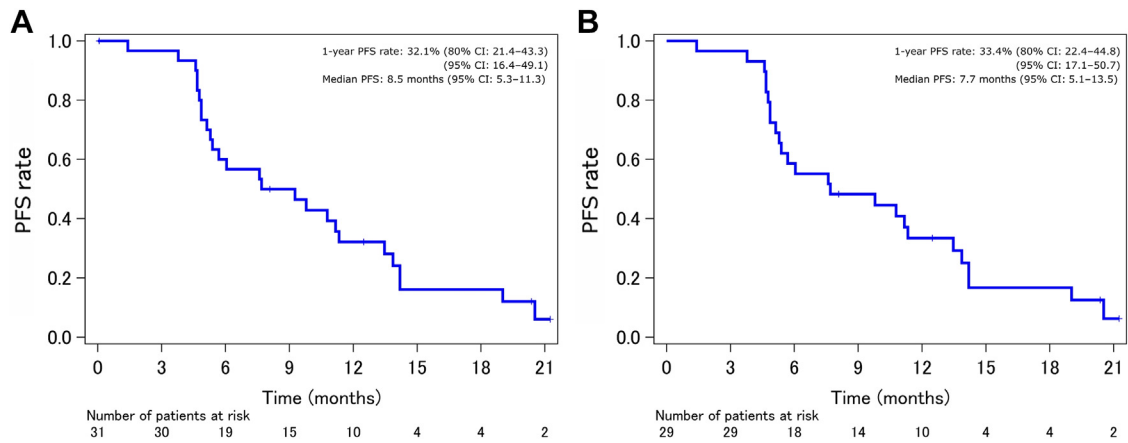 A
1-year PFS rate: 32.1% (80% CI: 21.4–43.3)
(95% CI: 16.4–49.1)
Median PFS: 8.5 months (95% CI: 5.3–11.3)
PFS rate
1.0
0.8
0.6
0.4
0.2
0.0
0 3 6 9 12 15 18 21
Time (months)
Number of patients at risk
31 30 19 15 10 4 4 2
B
1-year PFS rate: 33.4% (80% CI: 22.4–44.8)
(95% CI: 17.1–50.7)
Median PFS: 7.7 months (95% CI: 5.1–13.5)
PFS rate
1.0
0.8
0.6
0.4
0.2
0.0
0 3 6 9 12 15 18 21
Time (months)
Number of patients at risk
29 29 18 14 10 4 4 2